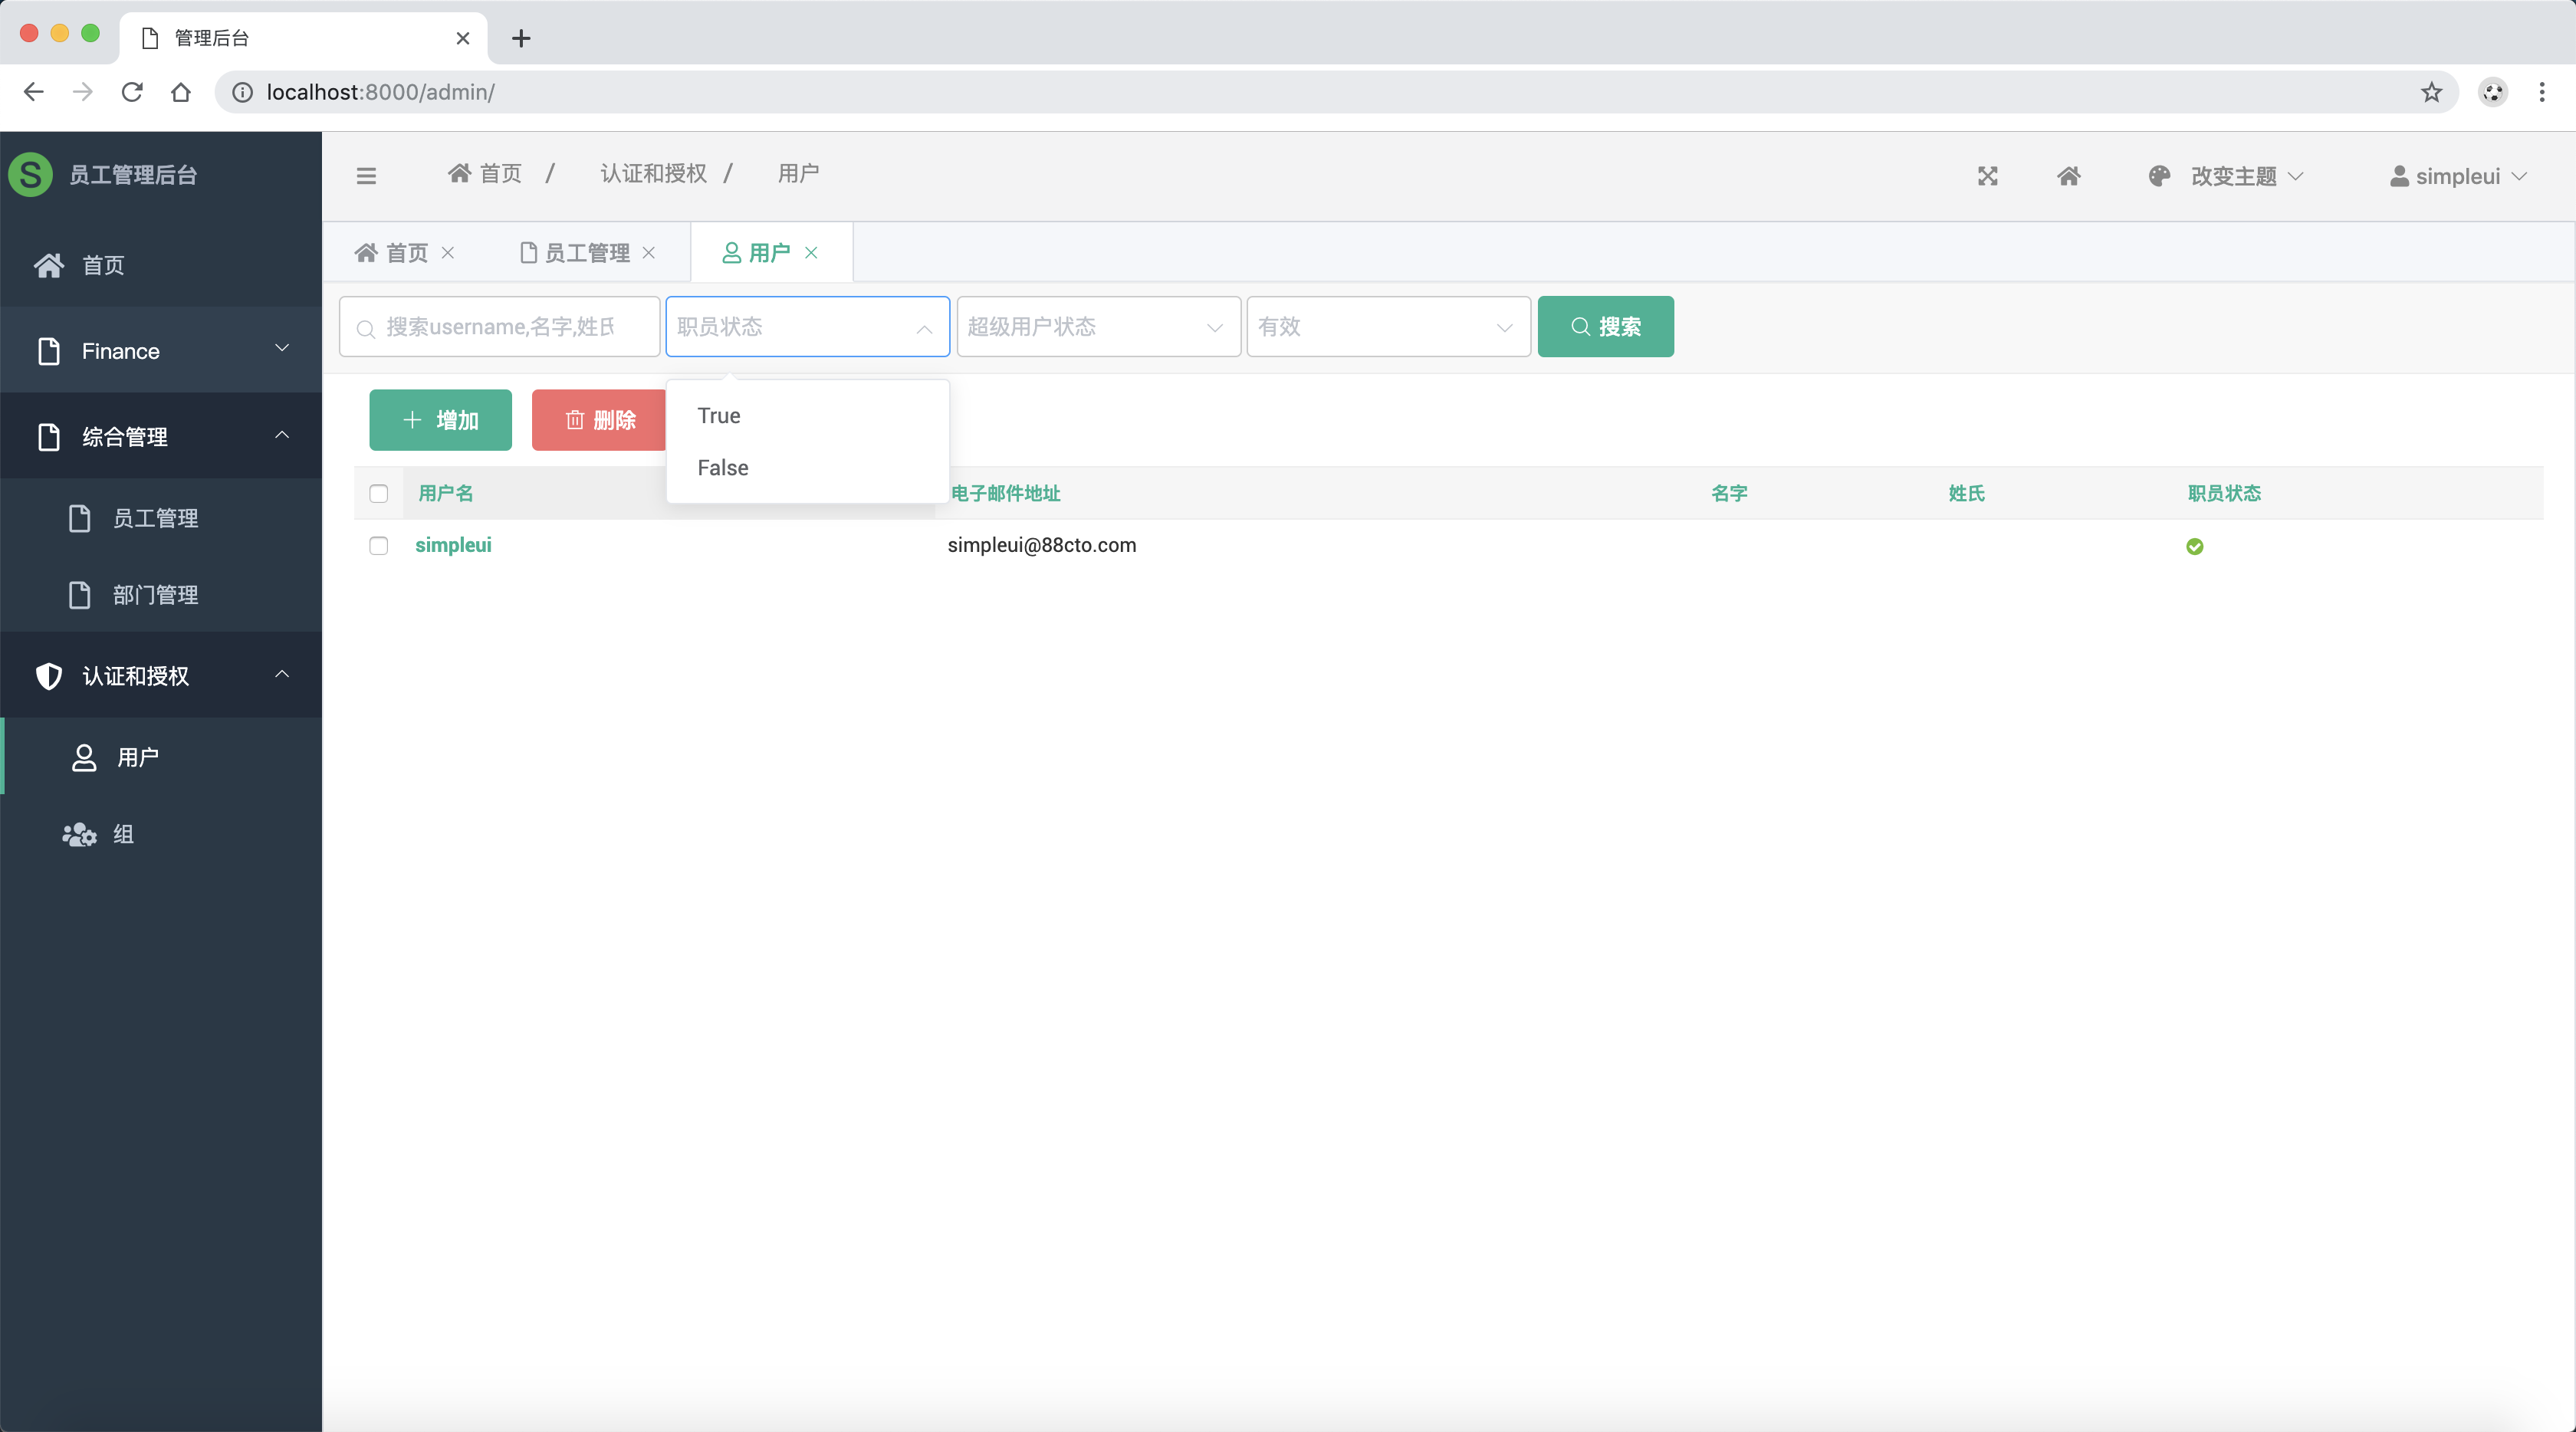 管理后台
localhost:8000/admin/
S 员工管理后台
首页 / 认证和授权 / 用户
改变主题
simpleui
首页
Finance
综合管理
员工管理
部门管理
认证和授权
用户
组
首页 员工管理 用户
搜索username,名字,姓氏 职员状态 超级用户状态 有效 搜索
增加 删除
True
False
用户名 电子邮件地址 名字 姓氏 职员状态
simpleui simpleui@88cto.com